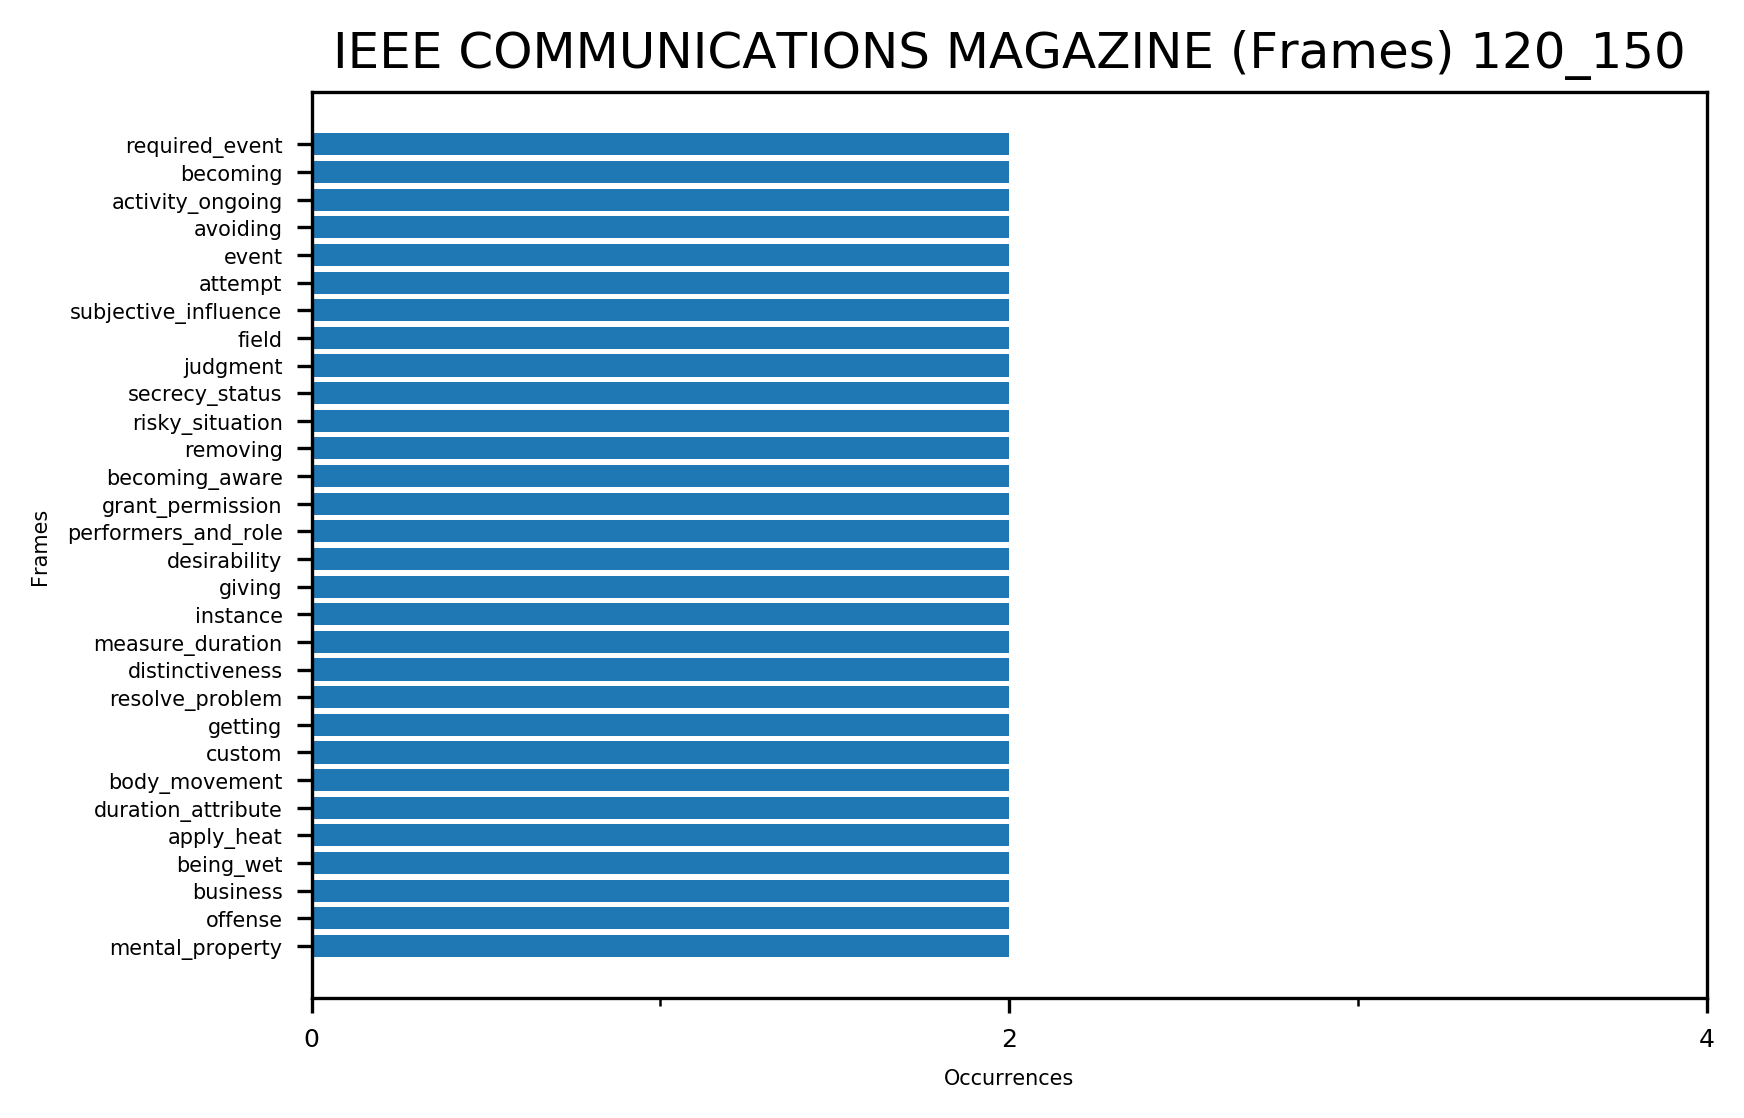 IEEE COMMUNICATIONS MAGAZINE (Frames) 120_150
required_event
becoming
activity_ongoing
avoiding
event
attempt
subjective_influence
field
judgment
secrecy_status
risky_situation
removing
becoming_aware
grant_permission
performers_and_role
desirability
giving
instance
measure_duration
distinctiveness
resolve_problem
getting
custom
body_movement
duration_attribute
apply_heat
being_wet
business
offense
mental_property
Frames
0 2 4
Occurrences